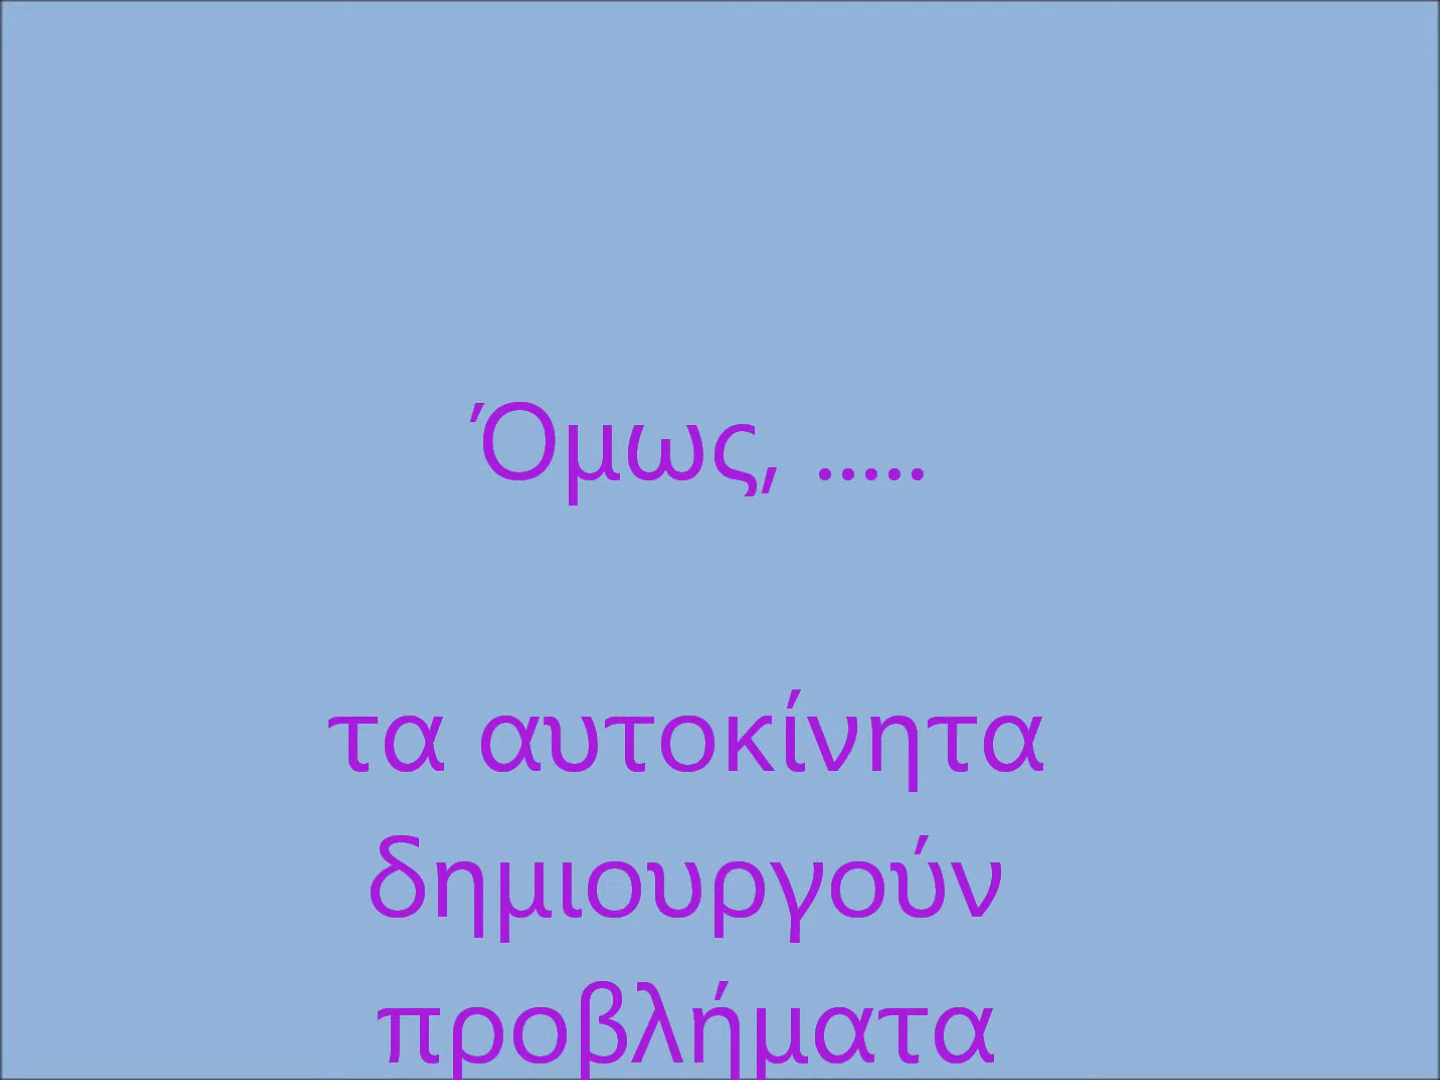 Όμως, .....
τα αυτοκίνητα
δημιουργούν
προβλήματα